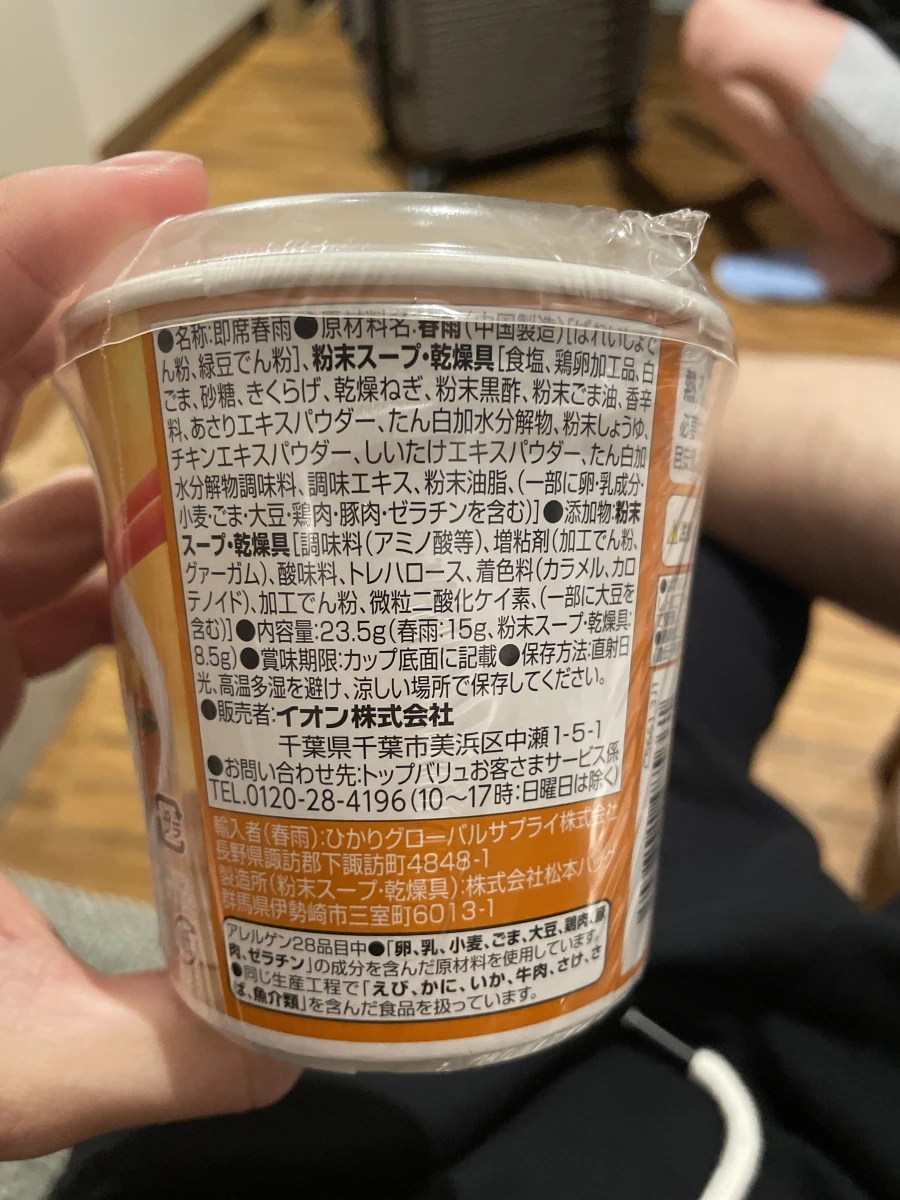 ●名称:即席春雨●原材料名:春雨(中国製造)[ばれいしょで
ん粉、緑豆でん粉]、粉末スープ・乾燥具[食塩、鶏卵加工品、白
ごま、砂糖、きくらげ、乾燥ねぎ、粉末黒酢、粉末ごま油、香辛
料、あさりエキスパウダー、たん白加水分解物、粉末しょうゆ、
チキンエキスパウダー、しいたけエキスパウダー、たん白加
水分解物調味料、調味エキス、粉末油脂、(一部に卵・乳成分・
小麦・ごま・大豆・鶏肉・豚肉・ゼラチンを含む)]●添加物:粉末
スープ・乾燥具[調味料(アミノ酸等)、増粘剤(加工でん粉、
グァーガム)、酸味料、トレハロース、着色料(カラメル、カロ
テノイド)、加工でん粉、微粒二酸化ケイ素、(一部に大豆を
含む)]●内容量:23.5g(春雨:15g、粉末スープ・乾燥具:
8.5g)●賞味期限:カップ底面に記載●保存方法:直射日
光、高温多湿を避け、涼しい場所で保存してください。
●販売者:イオン株式会社
千葉県千葉市美浜区中瀬1-5-1
●お問い合わせ先:トップバリュお客さまサービス係
TEL.0120-28-4196(10〜17時:日曜日は除く)
輸入者(春雨):ひかりグローバルサプライ株式会社
長野県諏訪郡下諏訪町4848-1
製造所(粉末スープ・乾燥具):株式会社松本パック
群馬県伊勢崎市三室町6013-1
アレルゲン28品目中●「卵、乳、小麦、ごま、大豆、鶏肉、豚
肉、ゼラチン」の成分を含んだ原材料を使用しています。
●同じ生産工程で「えび、かに、いか、牛肉、さけ、さ
ば、魚介類」を含んだ食品を扱っています。
プラ
必要
目安